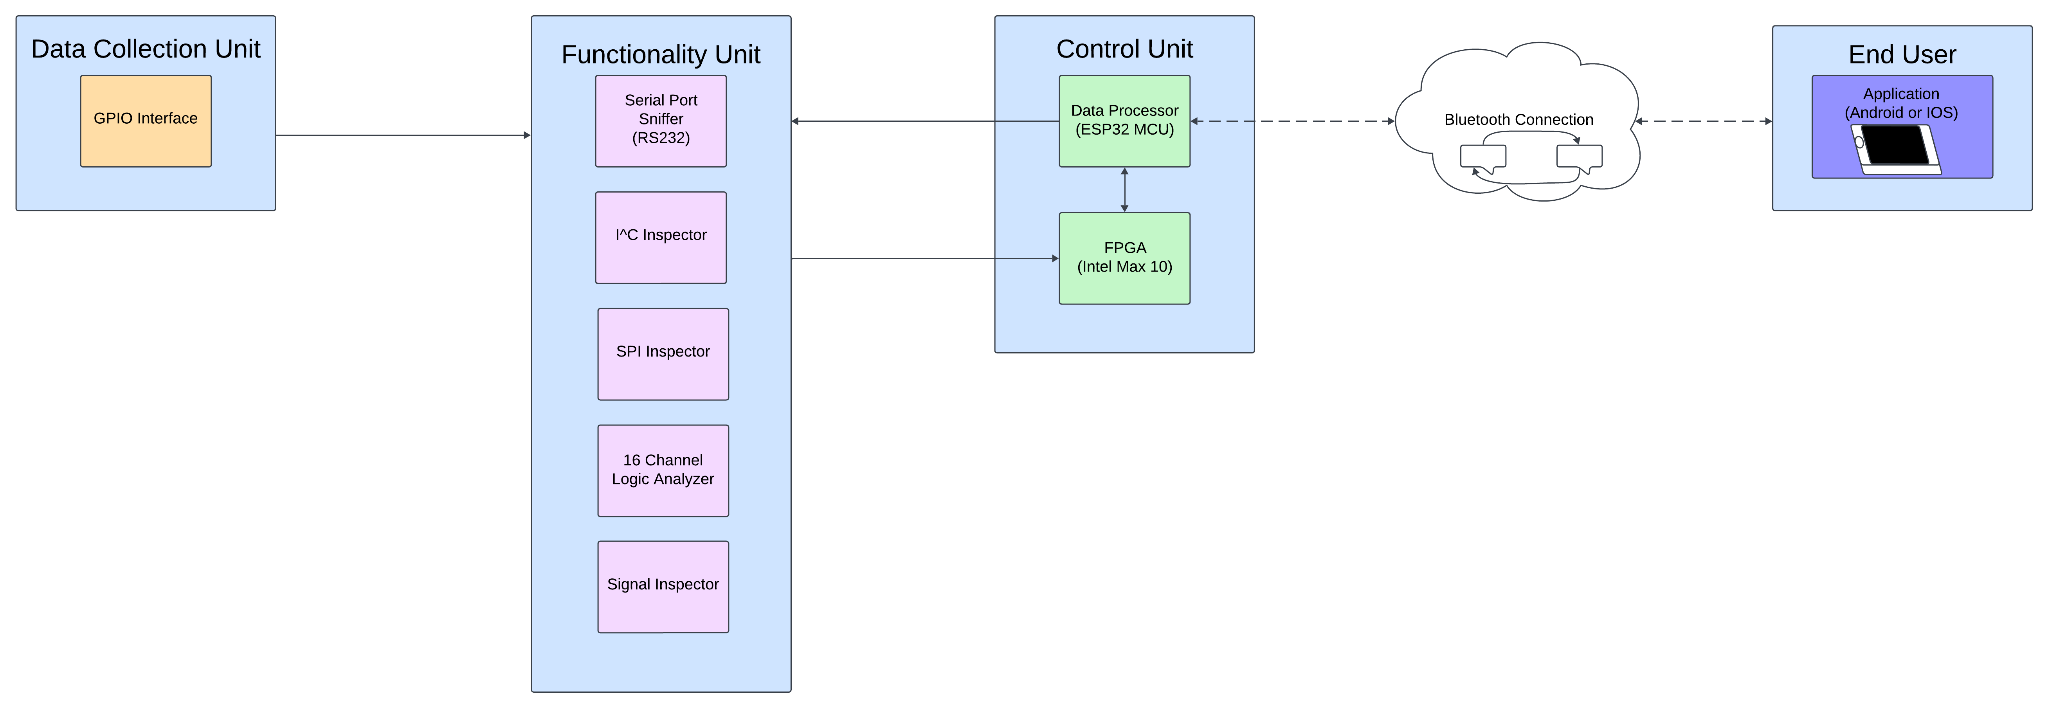 Data Collection Unit
GPIO Interface
Functionality Unit
Serial Port
Sniffer
(RS232)
I^C Inspector
SPI Inspector
16 Channel
Logic Analyzer
Signal Inspector
Control Unit
Data Processor
(ESP32 MCU)
FPGA
(Intel Max 10)
Bluetooth Connection
End User
Application
(Android or IOS)